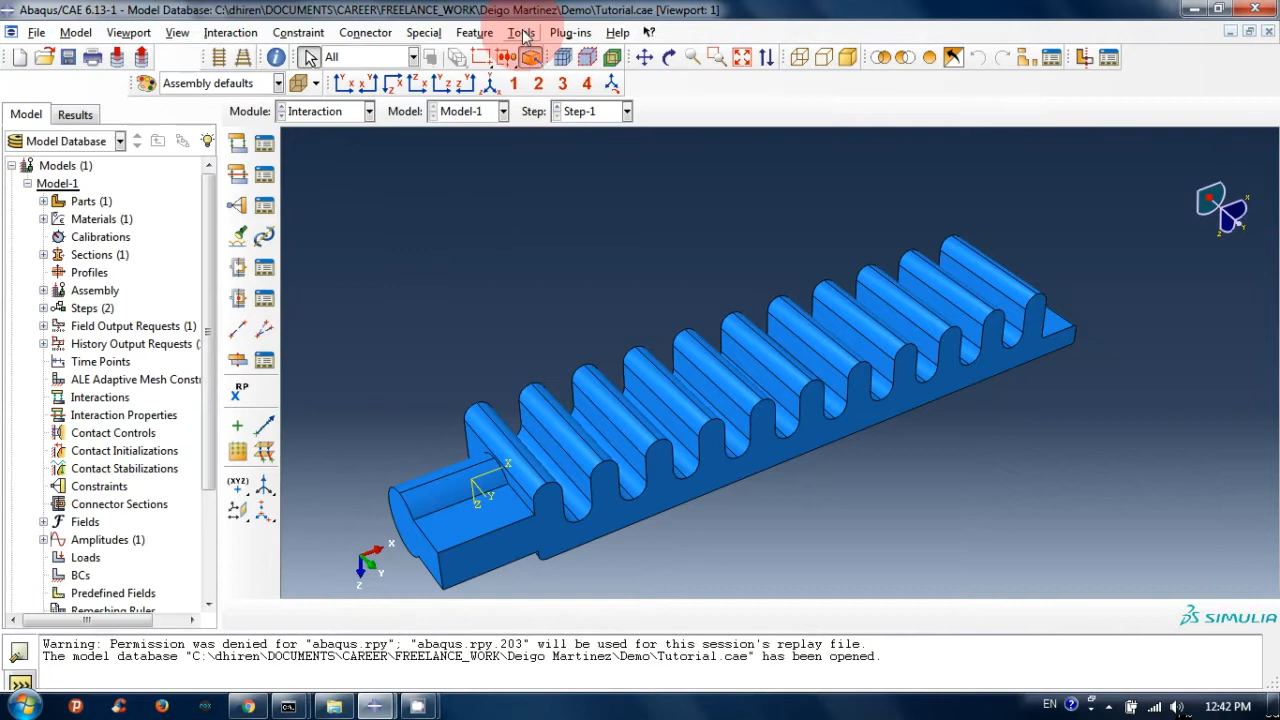 Abaqus/CAE 6.13-1 - Model Database: C:\dhiren\DOCUMENTS\CAREER\FREELANCE_WORK\Deigo Martinez\Demo\Tutorial.cae [Viewport: 1]
File Model Viewport View Interaction Constraint Connector Special Feature Tools Plug-ins Help
All
Assembly defaults 1 2 3 4
Model Results Module: Interaction Model: Model-1 Step: Step-1
Model Database
Models (1)
Model-1
Parts (1)
Materials (1)
Calibrations
Sections (1)
Profiles
Assembly
Steps (2)
Field Output Requests (1)
History Output Requests (
Time Points
ALE Adaptive Mesh Constr
Interactions
Interaction Properties
Contact Controls
Contact Initializations
Contact Stabilizations
Constraints
Connector Sections
Fields
Amplitudes (1)
Loads
BCs
Predefined Fields
Remeshing Rules
RP
(XYZ)
X
Y
Z
X
Y
Z
SIMULIA
Warning: Permission was denied for "abaqus.rpy"; "abaqus.rpy.203" will be used for this session's replay file.
The model database "C:\dhiren\DOCUMENTS\CAREER\FREELANCE_WORK\Deigo Martinez\Demo\Tutorial.cae" has been opened.
>>>
EN 12:42 PM